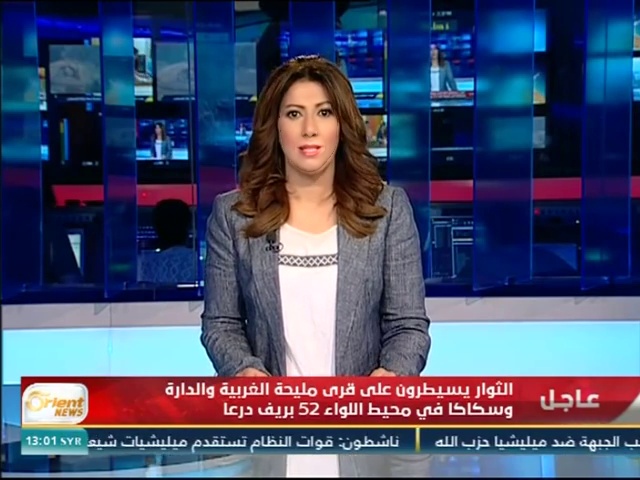 الثوار يسيطرون على قرى مليحة الغربية والدارة
وسكاكا في محيط اللواء 52 بريف درعا
عاجل
Orient
NEWS
13:01 SYR
ب الجبهة ضد ميليشيا حزب الله
ناشطون: قوات النظام تستقدم ميليشيات شيع